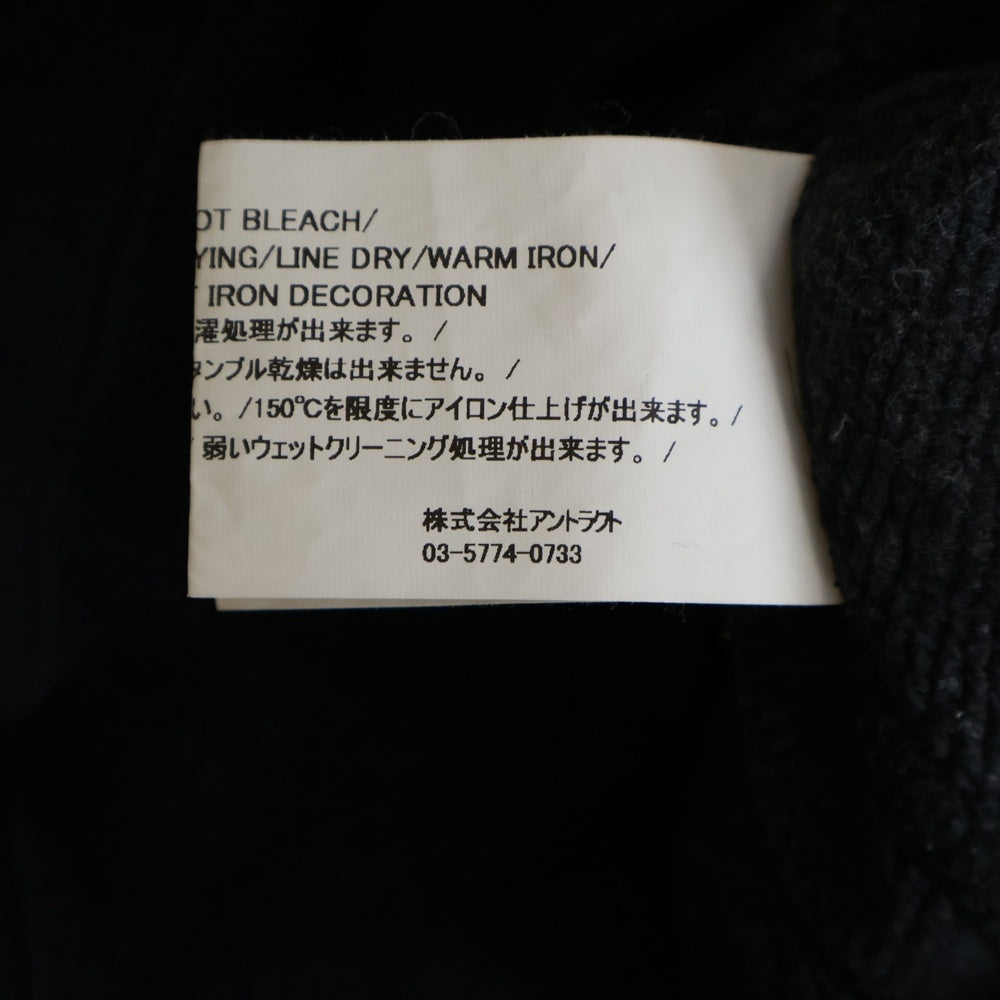 OT BLEACH/
YING/LINE DRY/WARM IRON/
IRON DECORATION
濯処理が出来ます。 /
タンブル乾燥は出来ません。 /
い。/150℃を限度にアイロン仕上げが出来ます。/
/ 弱いウェットクリーニング処理が出来ます。 /
株式会社アントラクト
03-5774-0733